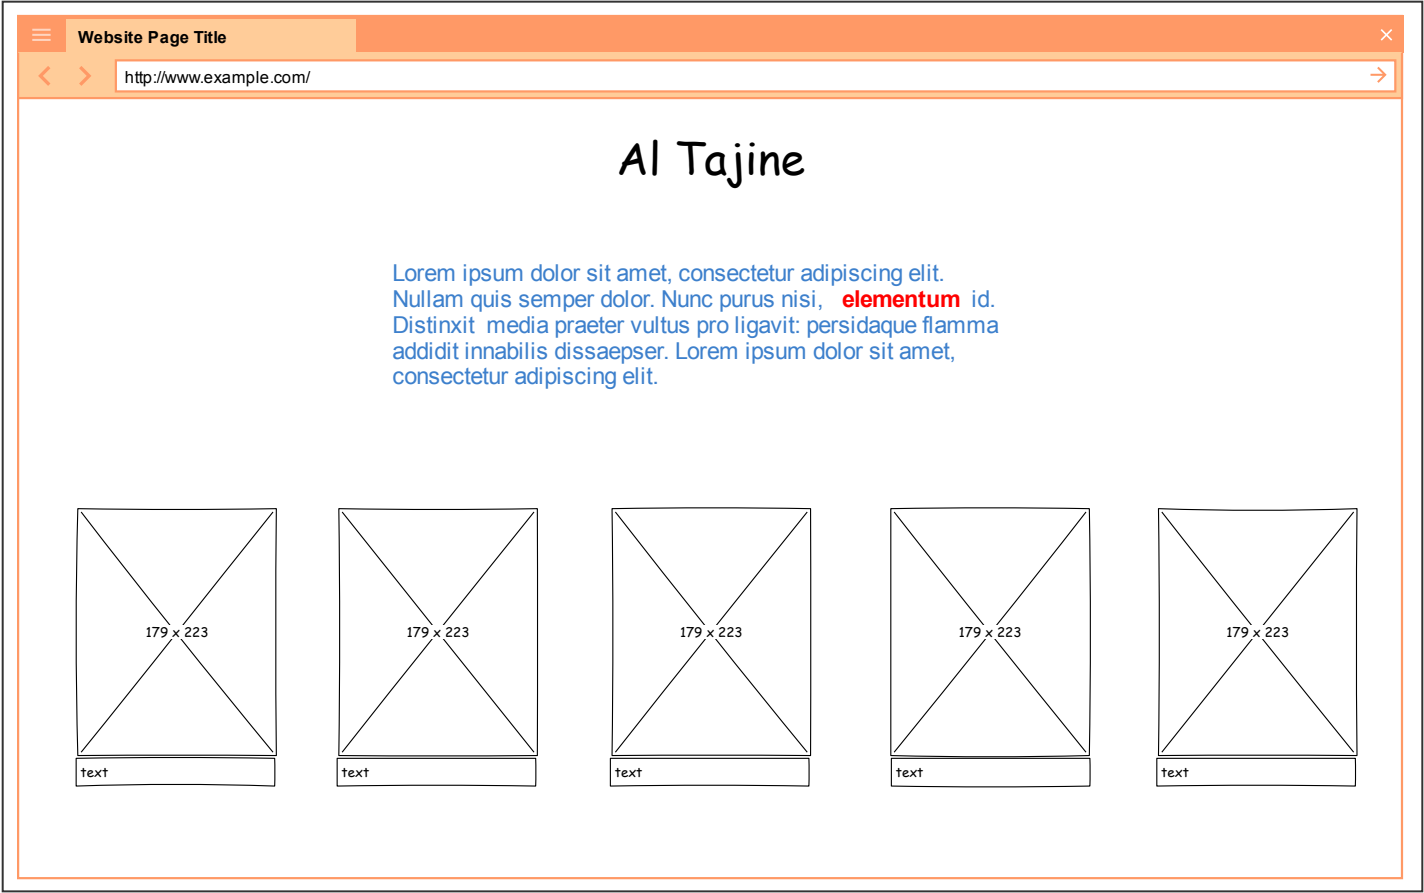 Website Page Title
http://www.example.com/
Al Tajine
Lorem ipsum dolor sit amet, consectetur adipiscing elit.
Nullam quis semper dolor. Nunc purus nisi, elementum id.
Distinxit media praeter vultus pro ligavit: persidaque flamma
addidit innabilis dissaepser. Lorem ipsum dolor sit amet,
consectetur adipiscing elit.
179 x 223
179 x 223
179 x 223
179 x 223
179 x 223
text
text
text
text
text